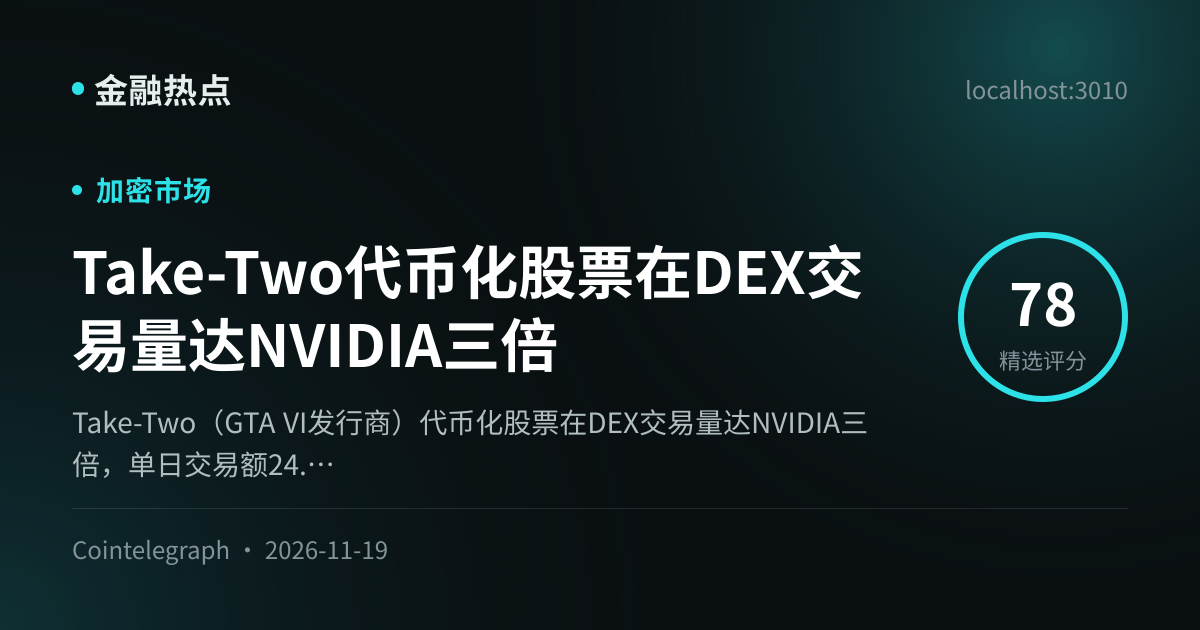 金融热点
localhost:3010
加密市场
Take-Two代币化股票在DEX交
易量达NVIDIA三倍
78
精选评分
Take-Two（GTA VI发行商）代币化股票在DEX交易量达NVIDIA三
倍，单日交易额24.…
Cointelegraph · 2026-11-19